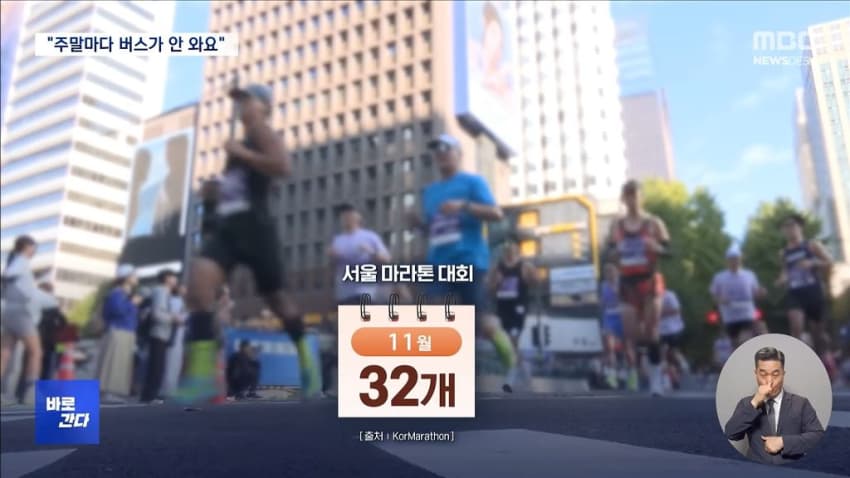 "주말마다 버스가 안 와요"
MBC
NEWSDESK
서울 마라톤 대회
11월
32개
[출처 : KorMarathon]
바로
간다